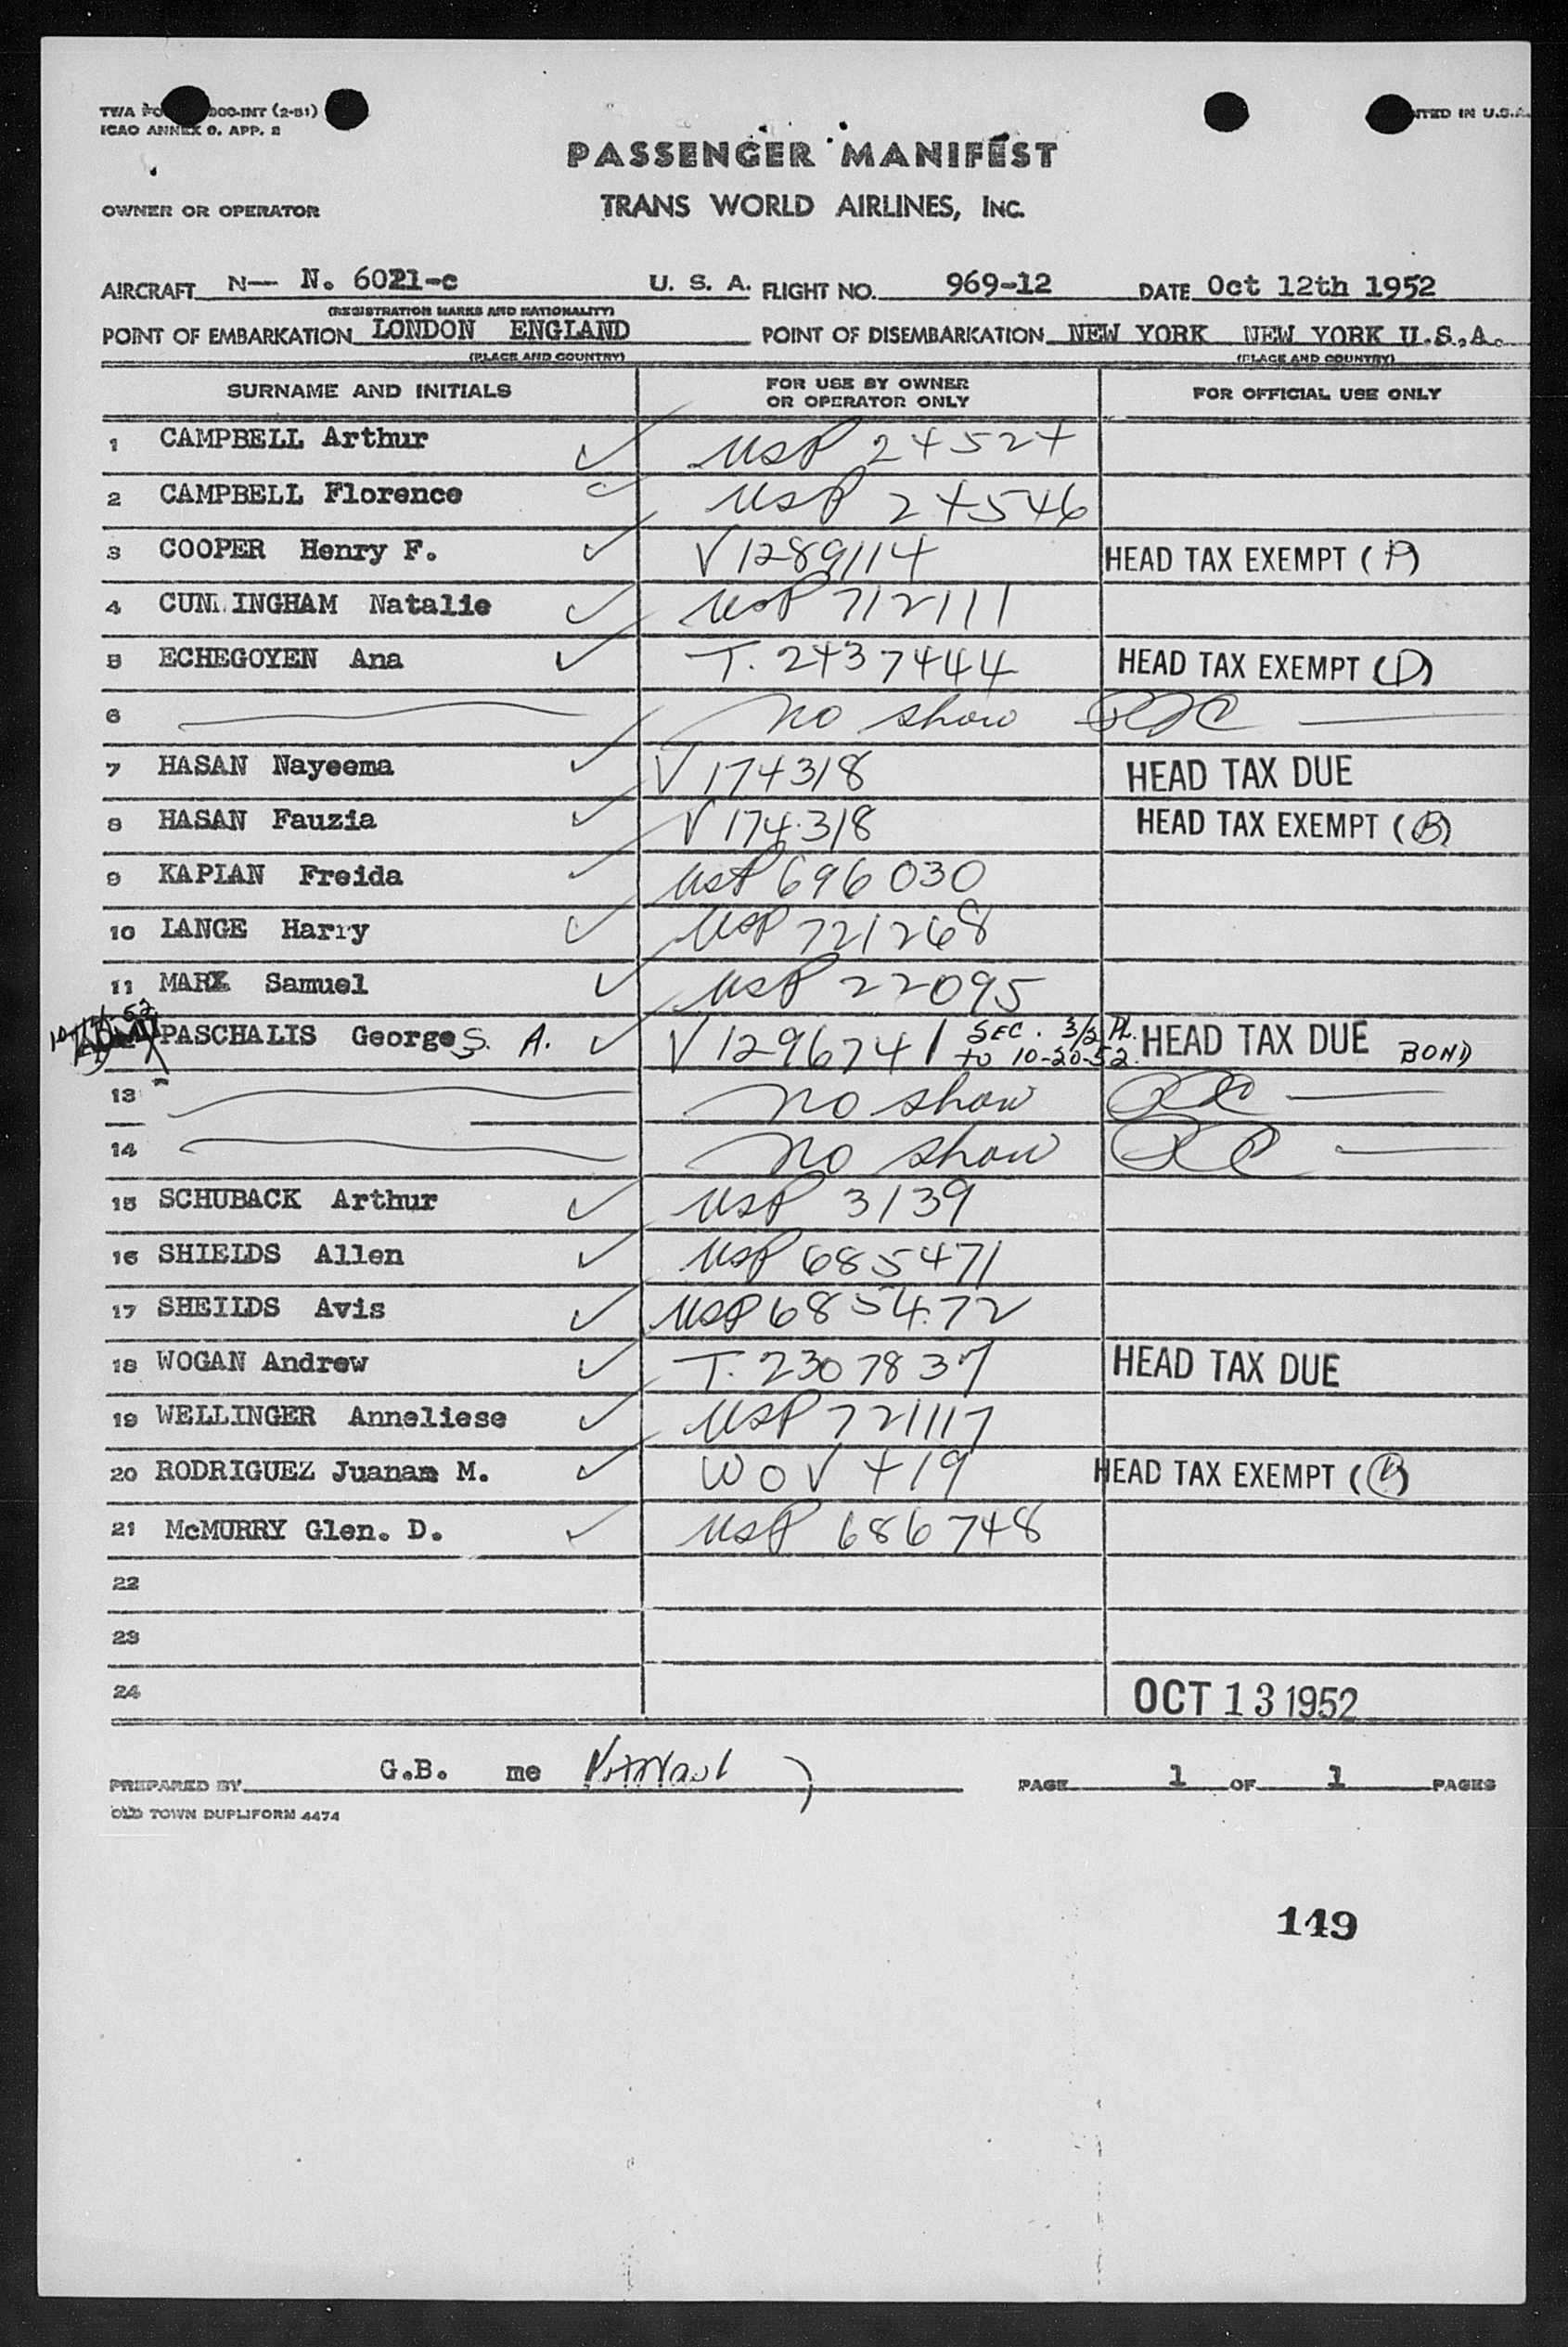 TWA FO 800-INT (2-51)
ICAO ANNEX 9. APP. 2
NTED IN U.S.A.
PASSENGER MANIFEST
OWNER OR OPERATOR TRANS WORLD AIRLINES, INC.
AIRCRAFT N— N. 6021-c U. S. A. FLIGHT NO. 969-12 DATE Oct 12th 1952
(REGISTRATION MARKS AND NATIONALITY)
POINT OF EMBARKATION LONDON ENGLAND POINT OF DISEMBARKATION NEW YORK NEW YORK U.S.A.
(PLACE AND COUNTRY) (PLACE AND COUNTRY)
SURNAME AND INITIALS FOR USE BY OWNER OR OPERATOR ONLY FOR OFFICIAL USE ONLY
1 CAMPBELL Arthur ✓ USP 24524
2 CAMPBELL Florence ✓ USP 24546
3 COOPER Henry F. ✓ V 1289114 HEAD TAX EXEMPT (A)
4 CUN INGHAM Natalie ✓ USP 712111
5 ECHEGOYEN Ana ✓ T. 2437444 HEAD TAX EXEMPT (D)
6 — no show —
7 HASAN Nayeema ✓ V 174318 HEAD TAX DUE
8 HASAN Fauzia ✓ V 174318 HEAD TAX EXEMPT (B)
9 KAPLAN Freida ✓ USP 696030
10 LANGE Harry ✓ USP 721268
11 MARX Samuel ✓ USP 22095
PASCHALIS George S. A. ✓ V 1296741 SEC. 3/2 PL. to 10-20-52. HEAD TAX DUE BOND
13 — no show —
14 — no show —
15 SCHUBACK Arthur ✓ USP 3139
16 SHIELDS Allen ✓ USP 685471
17 SHEILDS Avis ✓ USP 685472
18 WOGAN Andrew ✓ T. 2307837 HEAD TAX DUE
19 WELLINGER Anneliese ✓ USP 721117
20 RODRIGUEZ Juanam M. ✓ WOV 419 HEAD TAX EXEMPT (B)
21 McMURRY Glen. D. ✓ USP 686748
22
23
24 OCT 13 1952
PREPARED BY G.B. me PAGE 1 OF 1 PAGES
OLD TOWN DUPLIFORM 4474
149